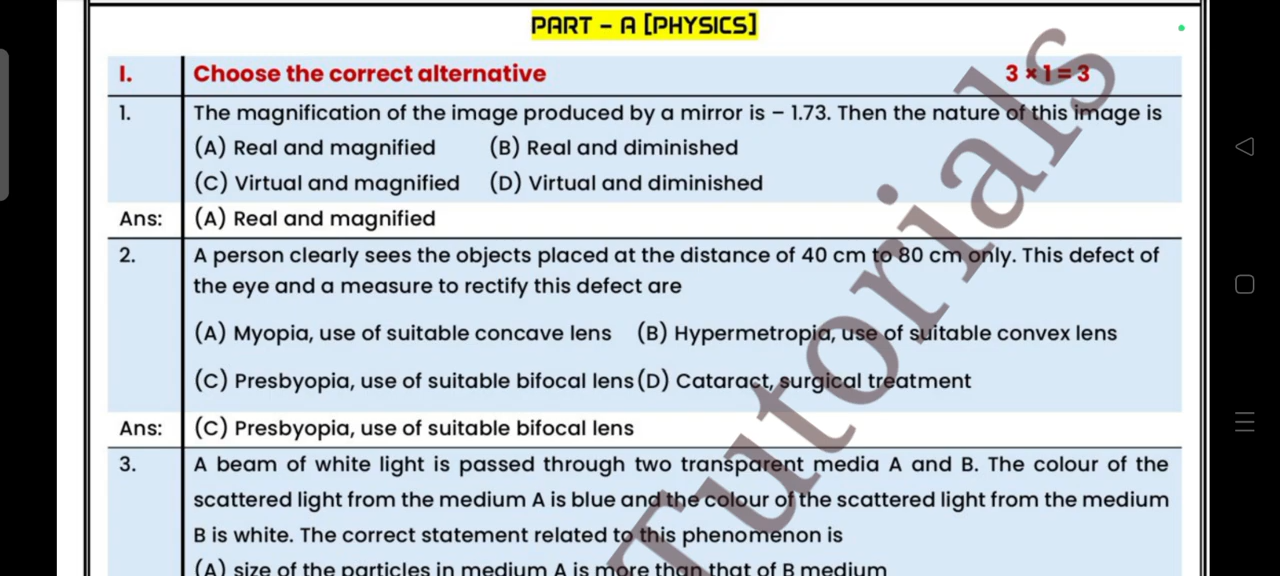 PART – A [PHYSICS]
I. Choose the correct alternative 3 × 1 = 3
1. The magnification of the image produced by a mirror is – 1.73. Then the nature of this image is
(A) Real and magnified (B) Real and diminished
(C) Virtual and magnified (D) Virtual and diminished
Ans: (A) Real and magnified
2. A person clearly sees the objects placed at the distance of 40 cm to 80 cm only. This defect of
the eye and a measure to rectify this defect are
(A) Myopia, use of suitable concave lens (B) Hypermetropia, use of suitable convex lens
(C) Presbyopia, use of suitable bifocal lens (D) Cataract, surgical treatment
Ans: (C) Presbyopia, use of suitable bifocal lens
3. A beam of white light is passed through two transparent media A and B. The colour of the
scattered light from the medium A is blue and the colour of the scattered light from the medium
B is white. The correct statement related to this phenomenon is
(A) size of the particles in medium A is more than that of B medium
Tutorials